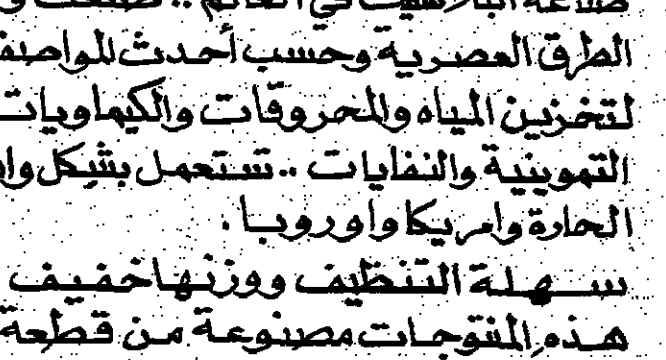 صناعة البلاستيك في العالم .. صنعت
الطرق العصرية وحسب أحدث المواصف
لتخزين المياه والمحروقات والكيماويات
التموينية والنفايات .. تستعمل بشكل وا
الحارة وامريكا واوروبا .
سهلة التنظيف ووزنها خفيف
هذه المنتوجات مصنوعة من قطعة